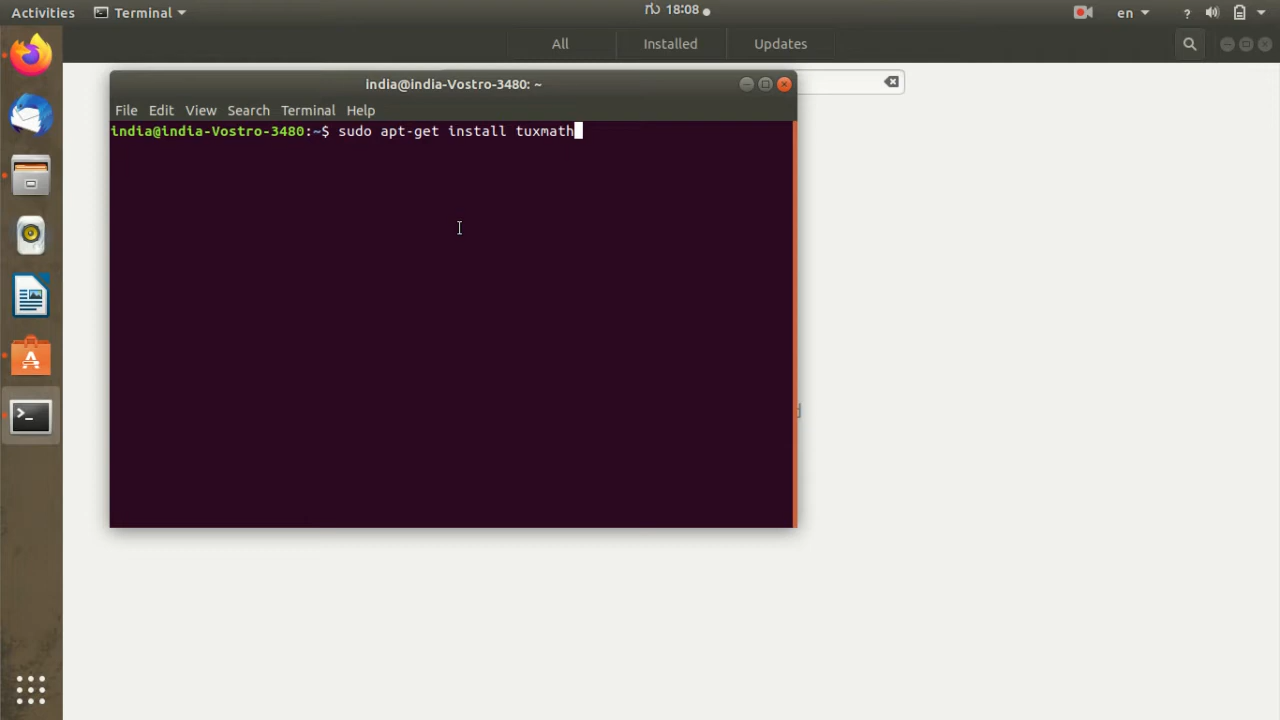 Activities Terminal ಗು 18:08 en ?
All Installed Updates
india@india-Vostro-3480: ~
File Edit View Search Terminal Help
india@india-Vostro-3480:~$ sudo apt-get install tuxmath